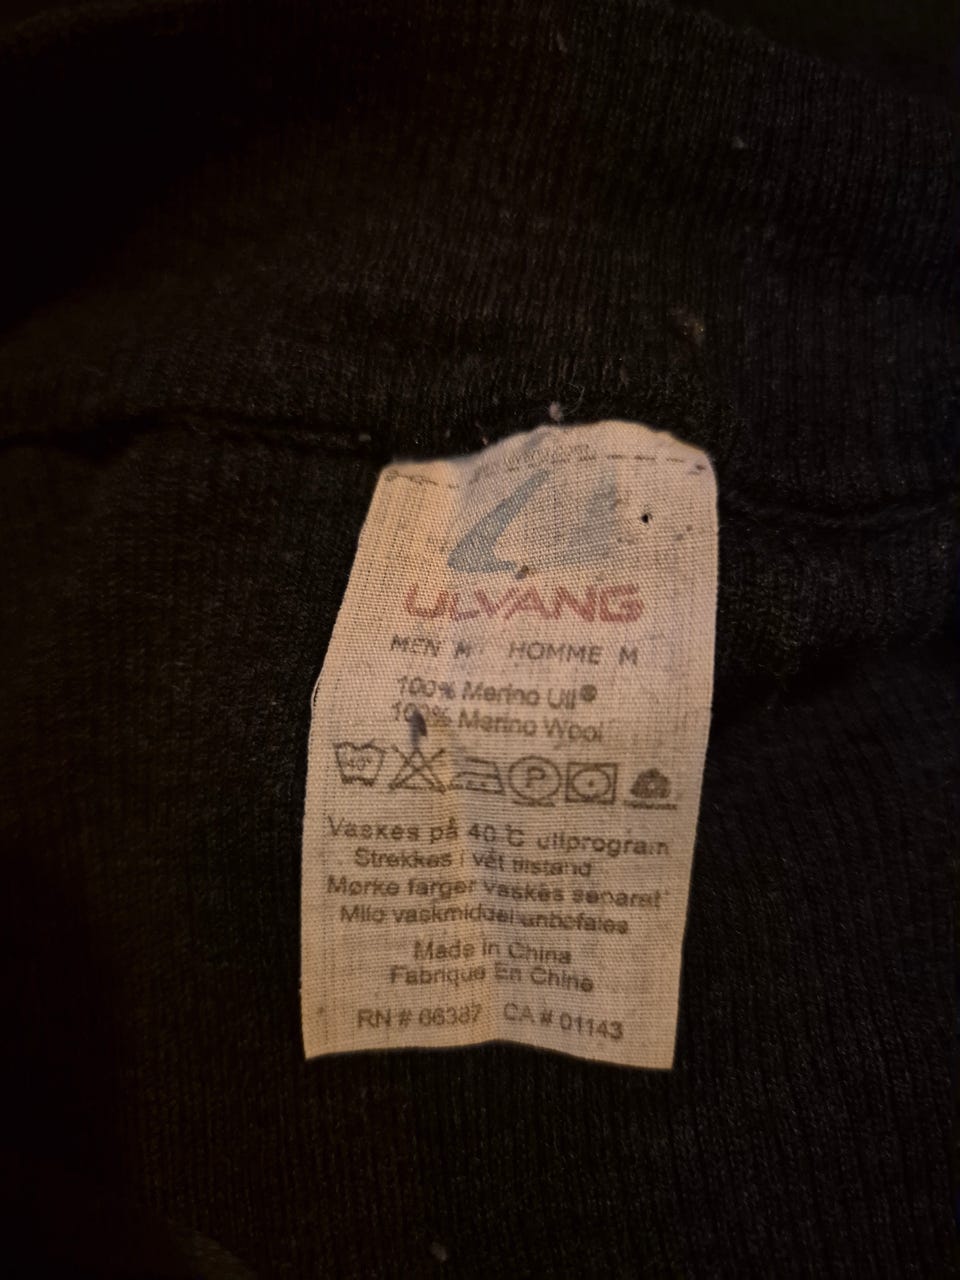 ULVANG
MEN M HOMME M
100% Merino Ull®
100% Merino Wool
40° P
Vaskes på 40°C ullprogram
Strekkes i våt tilstand
Mørke farger vaskes separat
Mild vaskmiddel anbefales
Made in China
Fabrique En Chine
RN # 06387 CA # 01143